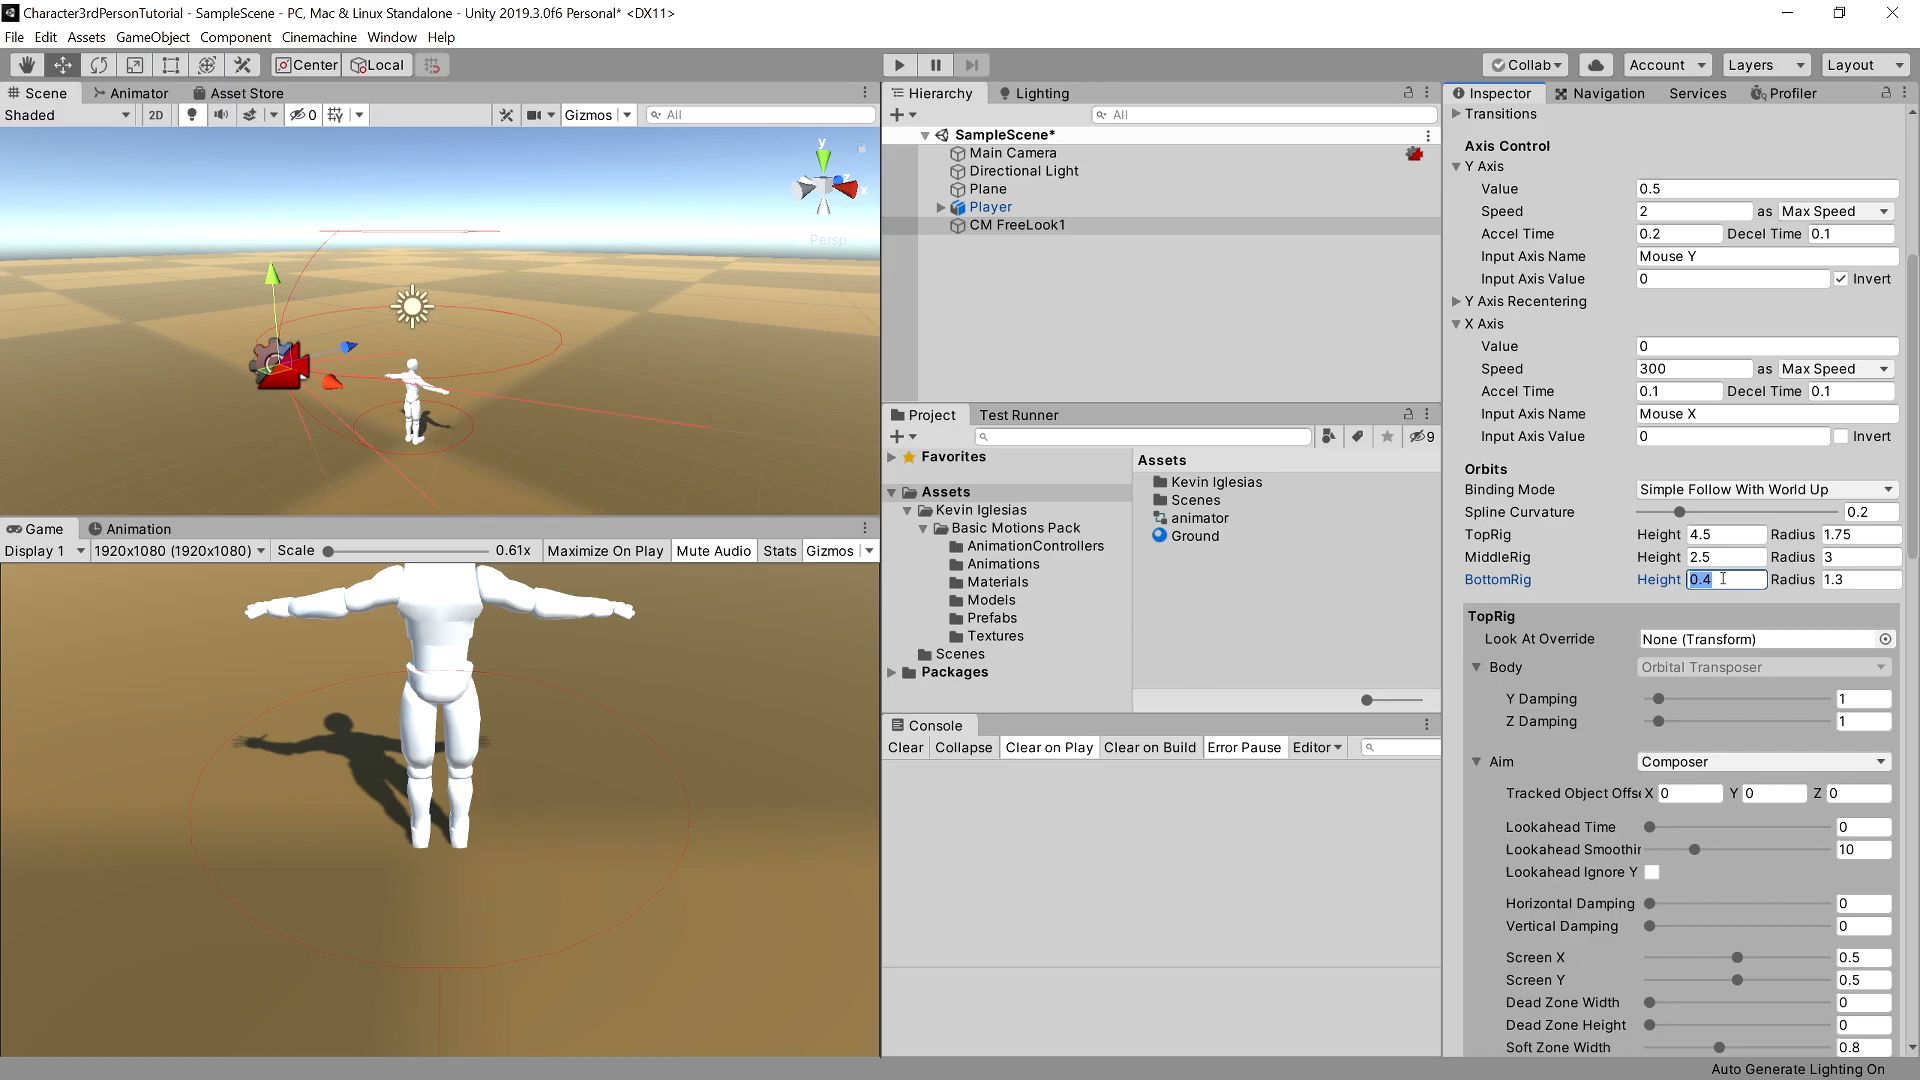 Character3rdPersonTutorial - SampleScene - PC, Mac & Linux Standalone - Unity 2019.3.0f6 Personal* <DX11>
File Edit Assets GameObject Component Cinemachine Window Help
Center Local Collab Account Layers Layout
Scene Animator Asset Store
Shaded 2D 0 Gizmos All
y
z
x
Persp
Game Animation
Display 1 1920x1080 (1920x1080) Scale 0.61x Maximize On Play Mute Audio Stats Gizmos
Hierarchy Lighting
All
SampleScene*
Main Camera
Directional Light
Plane
Player
CM FreeLook1
Project Test Runner
9
Favorites
Assets
Kevin Iglesias
Basic Motions Pack
AnimationControllers
Animations
Materials
Models
Prefabs
Textures
Scenes
Packages
Assets
Kevin Iglesias
Scenes
animator
Ground
Console
Clear Collapse Clear on Play Clear on Build Error Pause Editor
Inspector Navigation Services Profiler
Transitions
Axis Control
Y Axis
Value 0.5
Speed 2 as Max Speed
Accel Time 0.2 Decel Time 0.1
Input Axis Name Mouse Y
Input Axis Value 0 Invert
Y Axis Recentering
X Axis
Value 0
Speed 300 as Max Speed
Accel Time 0.1 Decel Time 0.1
Input Axis Name Mouse X
Input Axis Value 0 Invert
Orbits
Binding Mode Simple Follow With World Up
Spline Curvature 0.2
TopRig Height 4.5 Radius 1.75
MiddleRig Height 2.5 Radius 3
BottomRig Height 0.4 Radius 1.3
TopRig
Look At Override None (Transform)
Body Orbital Transposer
Y Damping 1
Z Damping 1
Aim Composer
Tracked Object Offse X 0 Y 0 Z 0
Lookahead Time 0
Lookahead Smoothir 10
Lookahead Ignore Y
Horizontal Damping 0
Vertical Damping 0
Screen X 0.5
Screen Y 0.5
Dead Zone Width 0
Dead Zone Height 0
Soft Zone Width 0.8
Auto Generate Lighting On